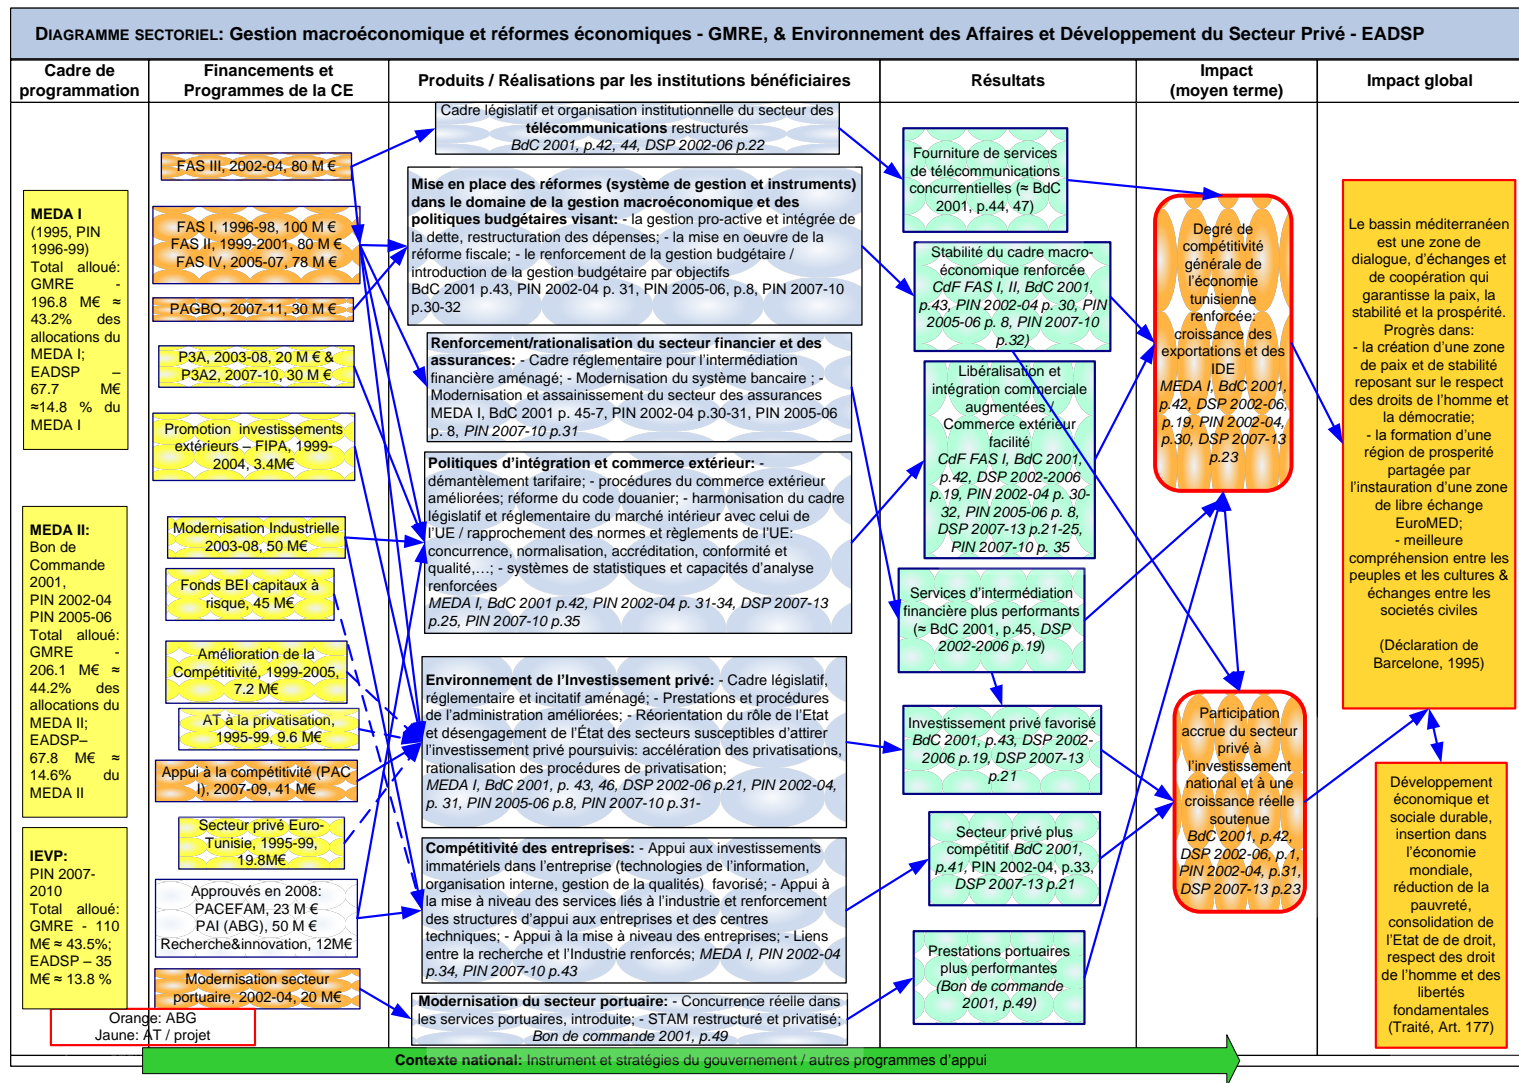 DIAGRAMME SECTORIEL: Gestion macroéconomique et réformes économiques - GMRE, & Environnement des Affaires et Développement du Secteur Privé - EADSP
Cadre de
programmation
Financements et
Programmes de la CE
Produits / Réalisations par les institutions bénéficiaires
Résultats
Impact
(moyen terme)
Impact global
MEDA I
(1995, PIN
1996-99)
Total alloué:
GMRE -
196.8 M€ ≈
43.2% des
allocations du
MEDA I;
EADSP –
67.7 M€
≈14.8 % du
MEDA I
MEDA II:
Bon de
Commande
2001,
PIN 2002-04
PIN 2005-06
Total alloué:
GMRE -
206.1 M€ ≈
44.2% des
allocations du
MEDA II;
EADSP–
67.8 M€ ≈
14.6% du
MEDA II
IEVP:
PIN 2007-
2010
Total alloué:
GMRE - 110
M€ ≈ 43.5%;
EADSP – 35
M€ ≈ 13.8 %
Orange: ABG
Jaune: AT / projet
FAS III, 2002-04, 80 M €
FAS I, 1996-98, 100 M €
FAS II, 1999-2001, 80 M €
FAS IV, 2005-07, 78 M €
PAGBO, 2007-11, 30 M €
P3A, 2003-08, 20 M € &
P3A2, 2007-10, 30 M €
Promotion investissements
extérieurs – FIPA, 1999-
2004, 3.4M€
Modernisation Industrielle
2003-08, 50 M€
Fonds BEI capitaux à
risque, 45 M€
Amélioration de la
Compétitivité, 1999-2005,
7.2 M€
AT à la privatisation,
1995-99, 9.6 M€
Appui à la compétitivité (PAC
I), 2007-09, 41 M€
Secteur privé Euro-
Tunisie, 1995-99,
19.8M€
Approuvés en 2008:
PACEFAM, 23 M €
PAI (ABG), 50 M €
Recherche&innovation, 12M€
Modernisation secteur
portuaire, 2002-04, 20 M€
Cadre législatif et organisation institutionnelle du secteur des
télécommunications restructurés
BdC 2001, p.42, 44, DSP 2002-06 p.22
Mise en place des réformes (système de gestion et instruments)
dans le domaine de la gestion macroéconomique et des
politiques budgétaires visant: - la gestion pro-active et intégrée de
la dette, restructuration des dépenses; - la mise en oeuvre de la
réforme fiscale; - le renforcement de la gestion budgétaire /
introduction de la gestion budgétaire par objectifs
BdC 2001 p.43, PIN 2002-04 p. 31, PIN 2005-06, p.8, PIN 2007-10
p.30-32
Renforcement/rationalisation du secteur financier et des
assurances: - Cadre réglementaire pour l'intermédiation
financière aménagé; - Modernisation du système bancaire ; -
Modernisation et assainissement du secteur des assurances
MEDA I, BdC 2001 p. 45-7, PIN 2002-04 p.30-31, PIN 2005-06
p. 8, PIN 2007-10 p.31
Politiques d'intégration et commerce extérieur: -
démantèlement tarifaire; - procédures du commerce extérieur
améliorées; réforme du code douanier; - harmonisation du cadre
législatif et réglementaire du marché intérieur avec celui de
l'UE / rapprochement des normes et règlements de l'UE:
concurrence, normalisation, accréditation, conformité et
qualité,...; - systèmes de statistiques et capacités d'analyse
renforcées
MEDA I, BdC 2001 p.42, PIN 2002-04 p. 31-34, DSP 2007-13
p.25, PIN 2007-10 p.35
Environnement de l'Investissement privé: - Cadre législatif,
réglementaire et incitatif aménagé; - Prestations et procédures
de l'administration améliorées; - Réorientation du rôle de l'Etat
et désengagement de l'État des secteurs susceptibles d'attirer
l'investissement privé poursuivis: accélération des privatisations,
rationalisation des procédures de privatisation;
MEDA I, BdC 2001, p. 43, 46, DSP 2002-06 p.21, PIN 2002-04,
p. 31, PIN 2005-06 p.8, PIN 2007-10 p.31-
Compétitivité des entreprises: - Appui aux investissements
immatériels dans l'entreprise (technologies de l'information,
organisation interne, gestion de la qualités) favorisé; - Appui à
la mise à niveau des services liés à l'industrie et renforcement
des structures d'appui aux entreprises et des centres
techniques; - Appui à la mise à niveau des entreprises; - Liens
entre la recherche et l'Industrie renforcés; MEDA I, PIN 2002-04
p.34, PIN 2007-10 p.43
Modernisation du secteur portuaire: - Concurrence réelle dans
les services portuaires, introduite; - STAM restructuré et privatisé;
Bon de commande 2001, p.49
Fourniture de services
de télécommunications
concurrentielles (≈ BdC
2001, p.44, 47)
Stabilité du cadre macro-
économique renforcée
CdF FAS I, II, BdC 2001,
p.43, PIN 2002-04 p. 30, PIN
2005-06 p. 8, PIN 2007-10
p.32)
Libéralisation et
intégration commerciale
augmentées /
Commerce extérieur
facilité
CdF FAS I, BdC 2001,
p.42, DSP 2002-2006
p.19, PIN 2002-04 p. 30-
32, PIN 2005-06 p. 8,
DSP 2007-13 p.21-25,
PIN 2007-10 p. 35
Services d'intermédiation
financière plus performants
(≈ BdC 2001, p.45, DSP
2002-2006 p.19)
Investissement privé favorisé
BdC 2001, p.43, DSP 2002-
2006 p.19, DSP 2007-13
p.21
Secteur privé plus
compétitif BdC 2001,
p.41, PIN 2002-04, p.33,
DSP 2007-13 p.21
Prestations portuaires
plus performantes
(Bon de commande
2001, p.49)
Degré de
compétitivité
générale de
l'économie
tunisienne
renforcée:
croissance des
exportations et des
IDE
MEDA I, BdC 2001,
p.42, DSP 2002-06,
p.19, PIN 2002-04,
p.30, DSP 2007-13
p.23
Participation
accrue du secteur
privé à
l'investissement
national et à une
croissance réelle
soutenue
BdC 2001, p.42,
DSP 2002-06, p.1,
PIN 2002-04, p.31,
DSP 2007-13 p.23
Le bassin méditerranéen
est une zone de
dialogue, d'échanges et
de coopération qui
garantisse la paix, la
stabilité et la prospérité.
Progrès dans:
- la création d'une zone
de paix et de stabilité
reposant sur le respect
des droits de l'homme et
la démocratie;
- la formation d'une
région de prosperité
partagée par
l'instauration d'une zone
de libre échange
EuroMED;
- meilleure
compréhension entre les
peuples et les cultures &
échanges entre les
societés civiles
(Déclaration de
Barcelone, 1995)
Développement
économique et
sociale durable,
insertion dans
l'économie
mondiale,
réduction de la
pauvreté,
consolidation de
l'Etat de de droit,
respect des droit
de l'homme et des
libertés
fondamentales
(Traité, Art. 177)
Contexte national: Instrument et stratégies du gouvernement / autres programmes d'appui